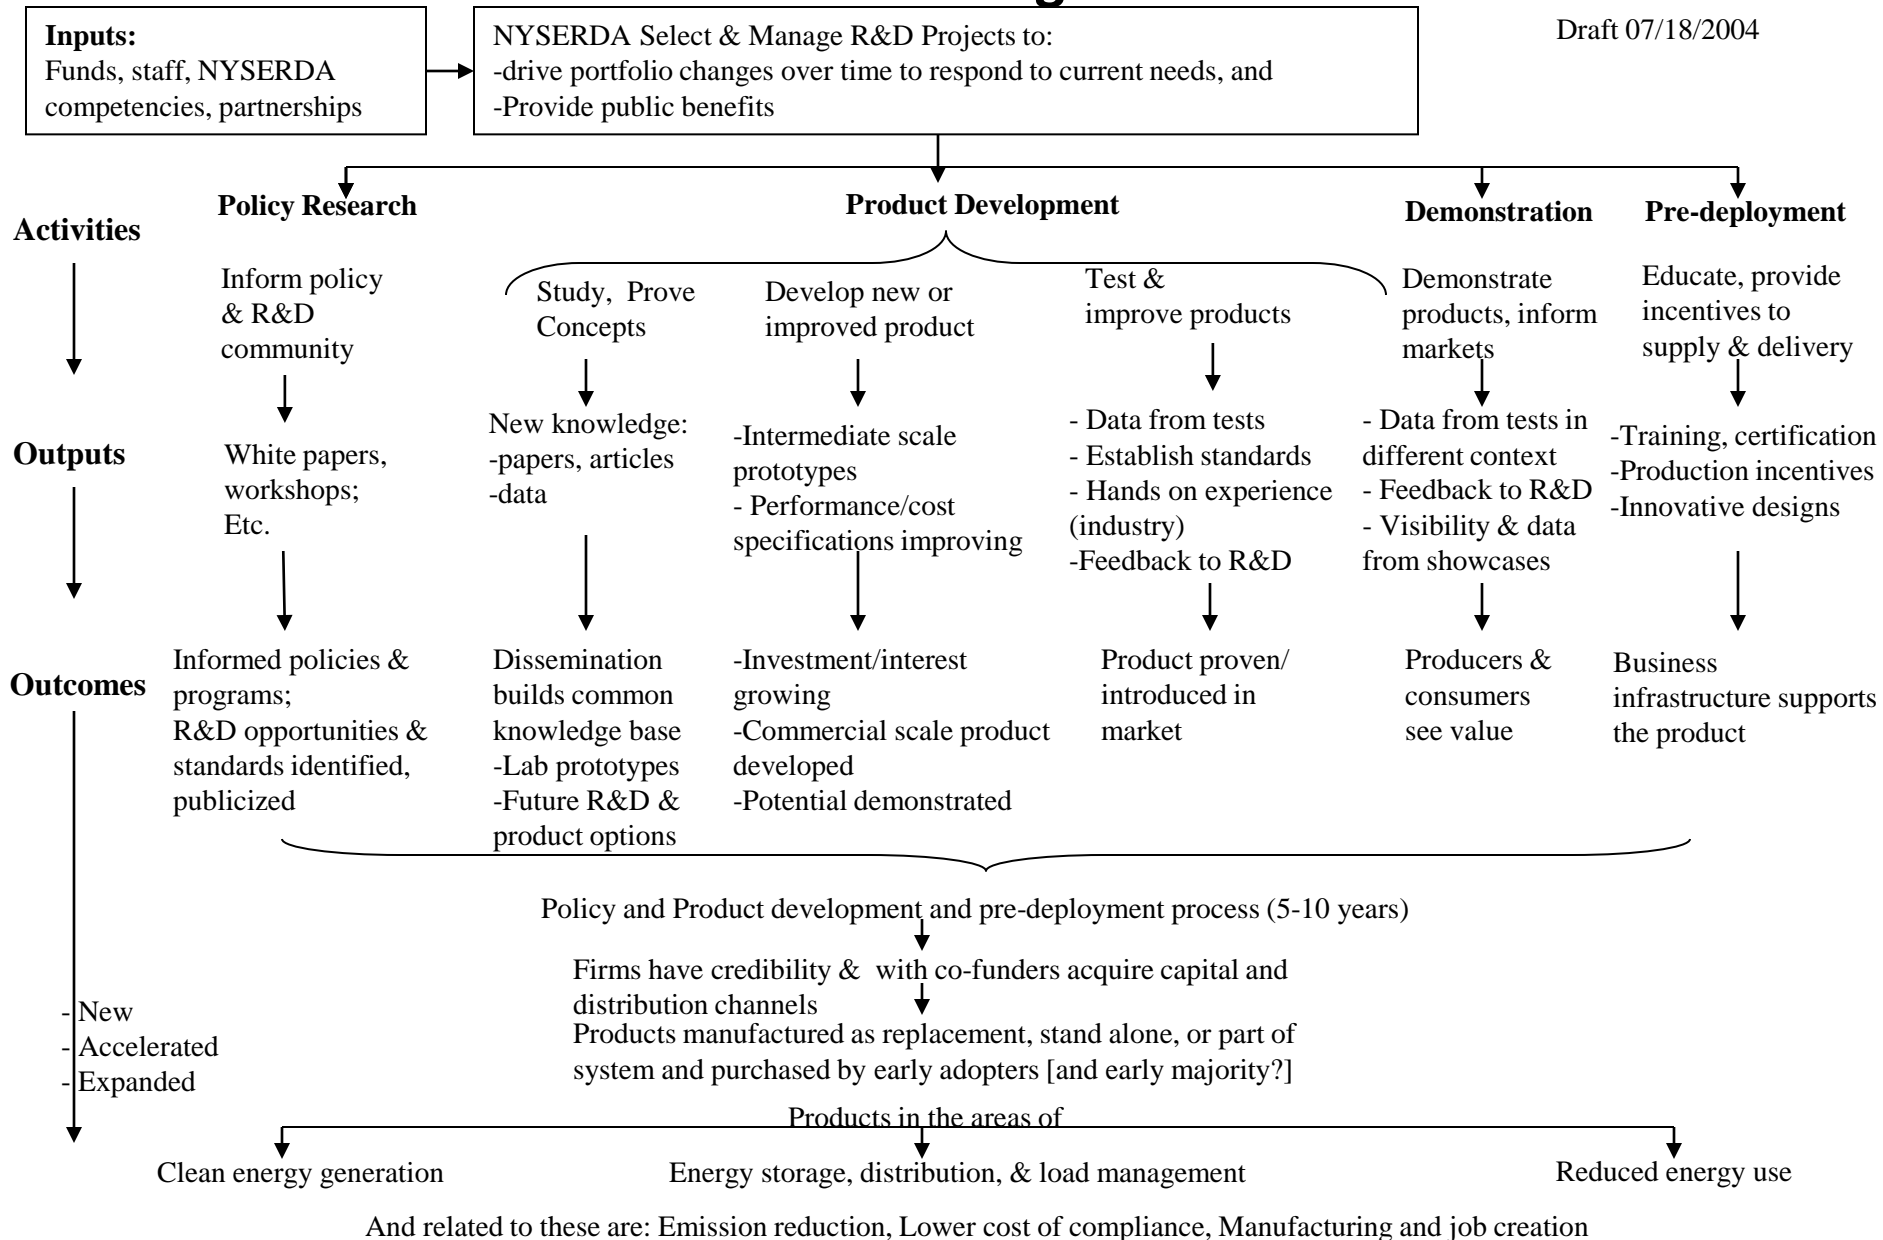 Inputs:
Funds, staff, NYSERDA
competencies, partnerships
NYSERDA Select & Manage R&D Projects to:
-drive portfolio changes over time to respond to current needs, and
-Provide public benefits
Draft 07/18/2004
Activities
Policy Research
Product Development
Demonstration
Pre-deployment
Inform policy
& R&D
community
Study, Prove
Concepts
Develop new or
improved product
Test &
improve products
Demonstrate
products, inform
markets
Educate, provide
incentives to
supply & delivery
Outputs
White papers,
workshops;
Etc.
New knowledge:
-papers, articles
-data
-Intermediate scale
prototypes
- Performance/cost
specifications improving
- Data from tests
- Establish standards
- Hands on experience
(industry)
-Feedback to R&D
- Data from tests in
different context
- Feedback to R&D
- Visibility & data
from showcases
-Training, certification
-Production incentives
-Innovative designs
Outcomes
Informed policies &
programs;
R&D opportunities &
standards identified,
publicized
Dissemination
builds common
knowledge base
-Lab prototypes
-Future R&D &
product options
-Investment/interest
growing
-Commercial scale product
developed
-Potential demonstrated
Product proven/
introduced in
market
Producers &
consumers
see value
Business
infrastructure supports
the product
Policy and Product development and pre-deployment process (5-10 years)
Firms have credibility & with co-funders acquire capital and
distribution channels
Products manufactured as replacement, stand alone, or part of
system and purchased by early adopters [and early majority?]
- New
- Accelerated
- Expanded
Products in the areas of
Clean energy generation
Energy storage, distribution, & load management
Reduced energy use
And related to these are: Emission reduction, Lower cost of compliance, Manufacturing and job creation